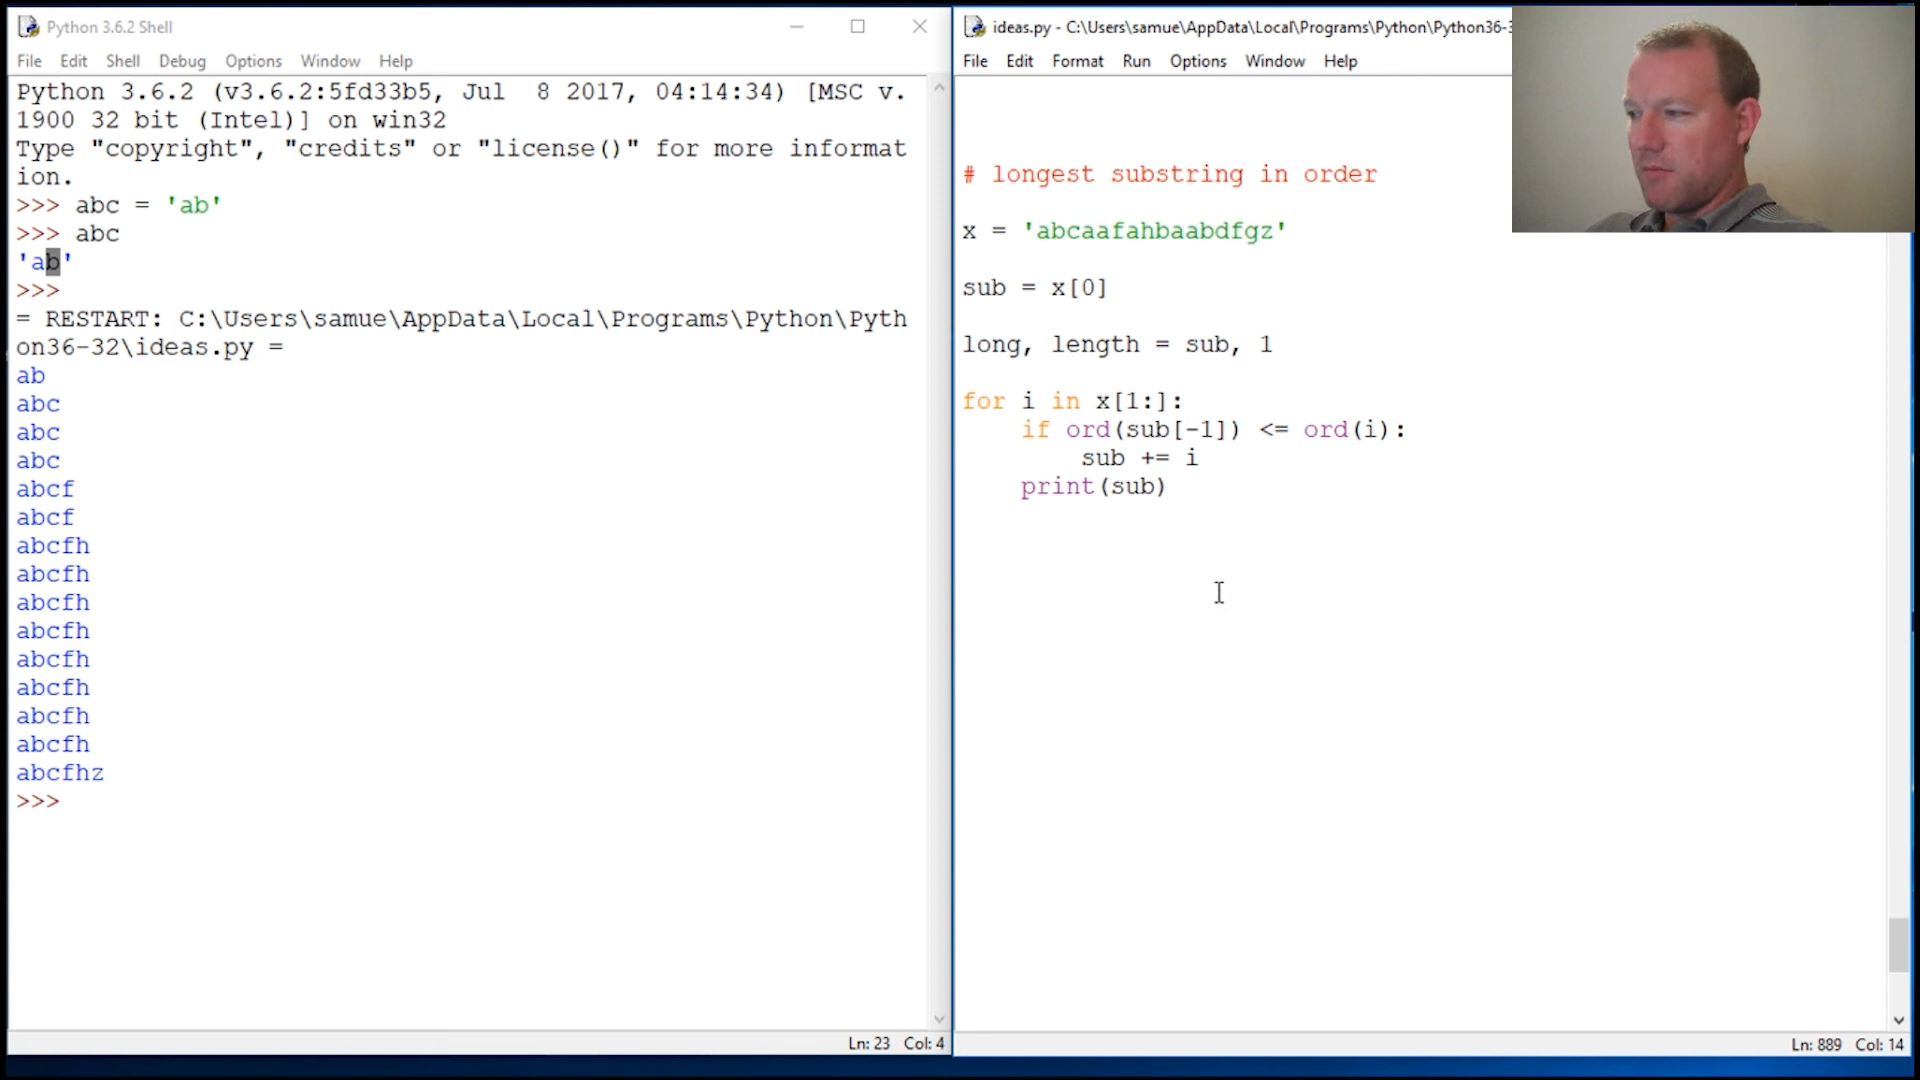 Python 3.6.2 Shell
File Edit Shell Debug Options Window Help
Python 3.6.2 (v3.6.2:5fd33b5, Jul  8 2017, 04:14:34) [MSC v.
1900 32 bit (Intel)] on win32
Type "copyright", "credits" or "license()" for more informat
ion.
>>> abc = 'ab'
>>> abc
'ab'
>>>
= RESTART: C:\Users\samue\AppData\Local\Programs\Python\Pyth
on36-32\ideas.py =
ab
abc
abc
abc
abcf
abcf
abcfh
abcfh
abcfh
abcfh
abcfh
abcfh
abcfh
abcfh
abcfhz
>>>
Ln: 23 Col: 4
ideas.py - C:\Users\samue\AppData\Local\Programs\Python\Python36-3
File Edit Format Run Options Window Help
# longest substring in order
x = 'abcaafahbaabdfgz'
sub = x[0]
long, length = sub, 1
for i in x[1:]:
    if ord(sub[-1]) <= ord(i):
        sub += i
    print(sub)
Ln: 889 Col: 14